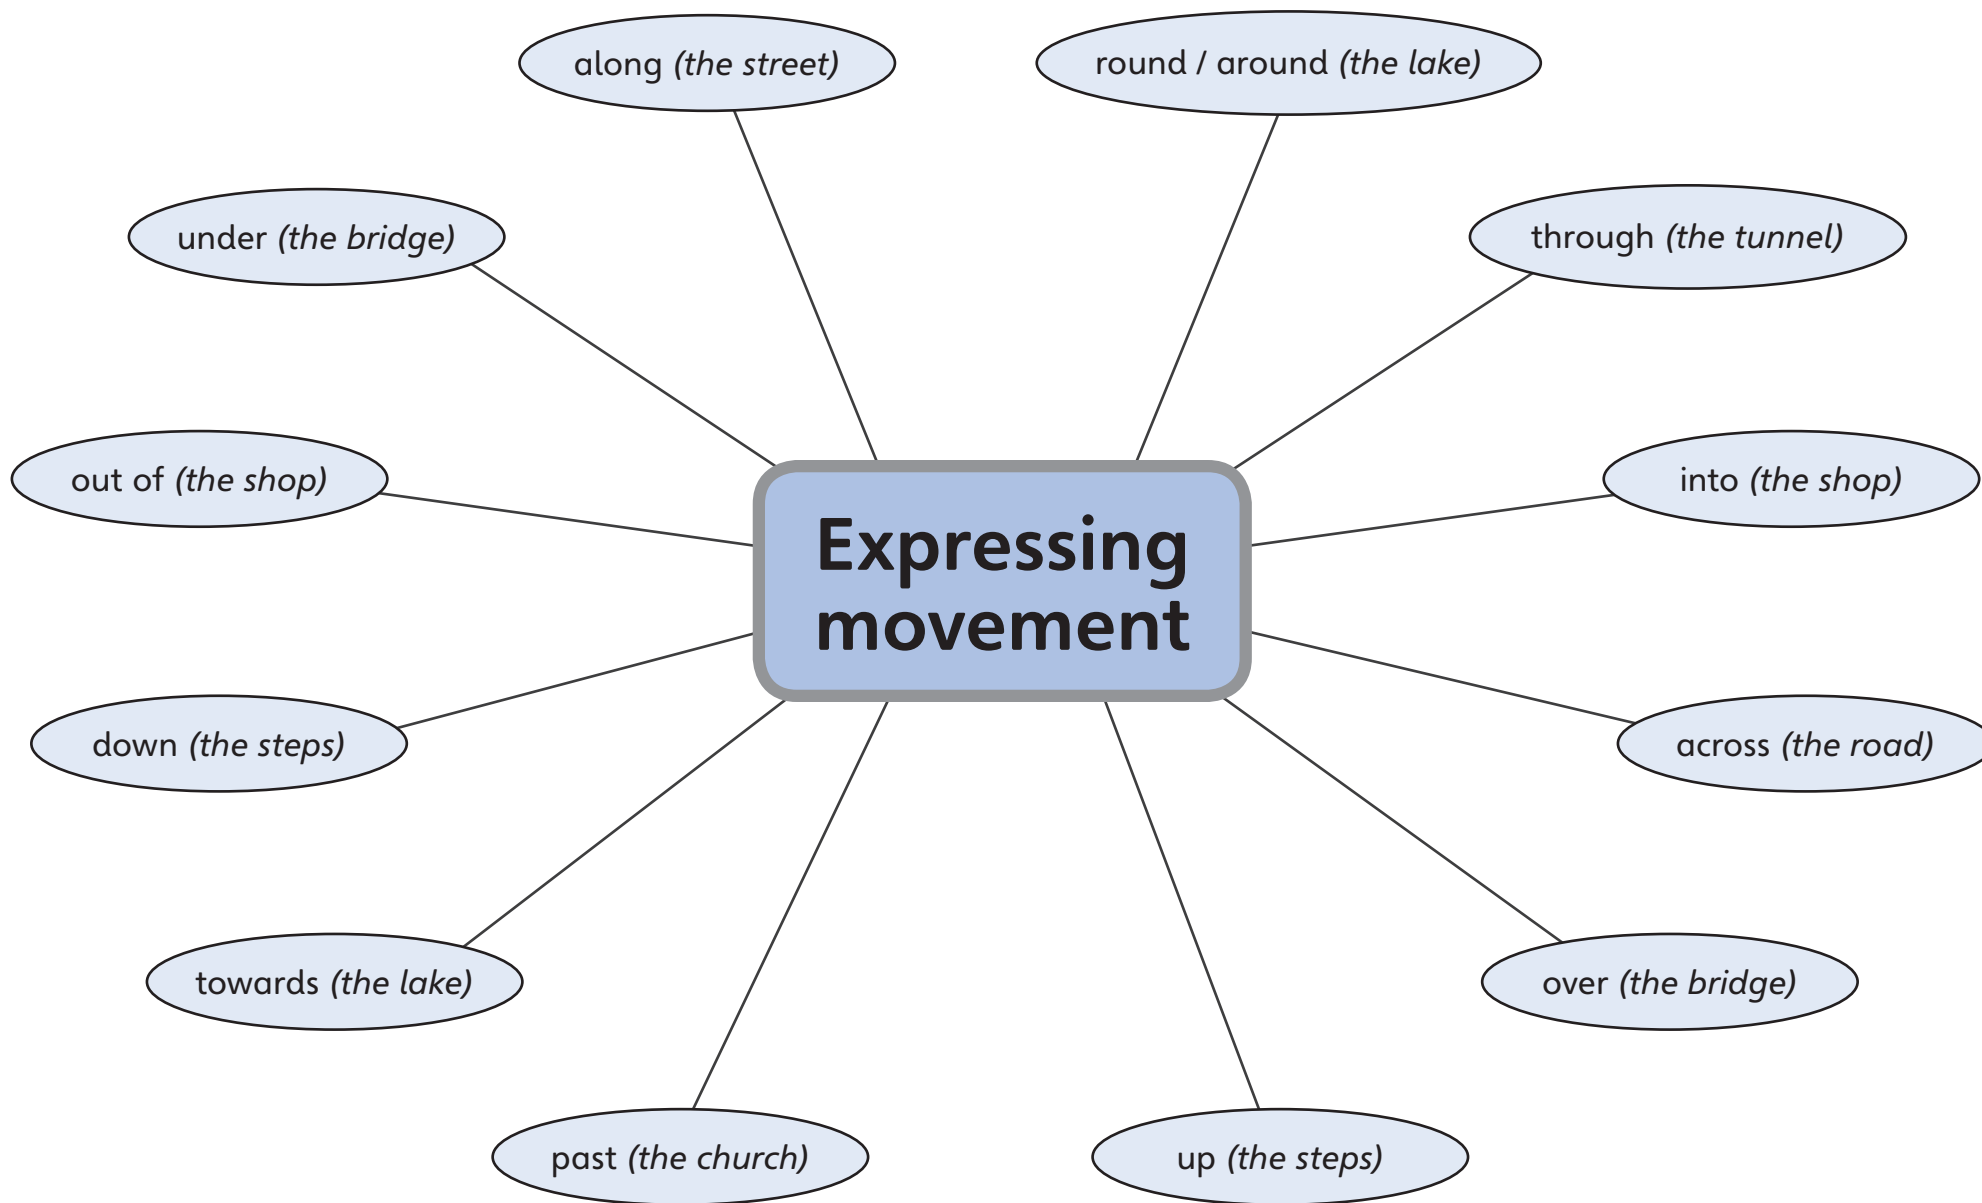 along (the street)
round / around (the lake)
under (the bridge)
through (the tunnel)
out of (the shop)
into (the shop)
Expressing
movement
down (the steps)
across (the road)
towards (the lake)
over (the bridge)
past (the church)
up (the steps)